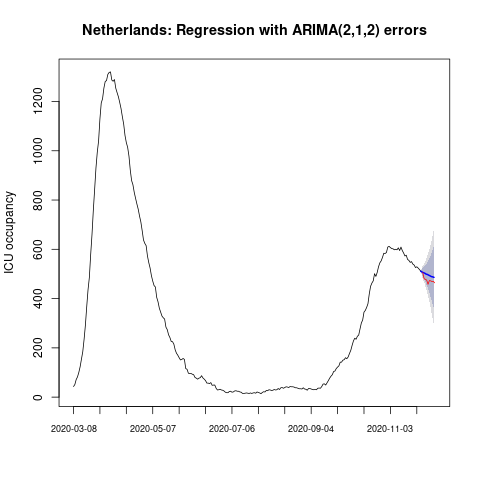 Netherlands: Regression with ARIMA(2,1,2) errors
ICU occupancy
1200
1000
800
600
400
200
0
2020-03-08 2020-05-07 2020-07-06 2020-09-04 2020-11-03